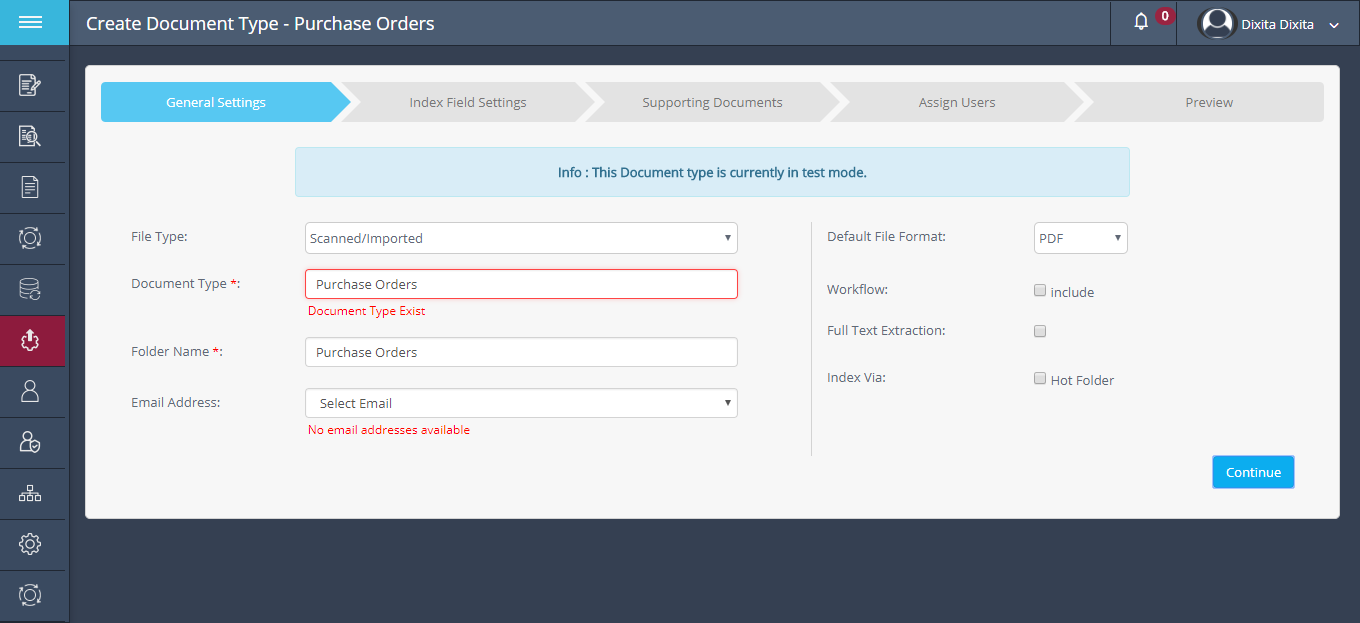 Create Document Type - Purchase Orders
0
Dixita Dixita
General Settings
Index Field Settings
Supporting Documents
Assign Users
Preview
Info : This Document type is currently in test mode.
File Type:
Scanned/Imported
Document Type *:
Purchase Orders
Document Type Exist
Folder Name *:
Purchase Orders
Email Address:
Select Email
No email addresses available
Default File Format:
PDF
Workflow:
include
Full Text Extraction:
Index Via:
Hot Folder
Continue